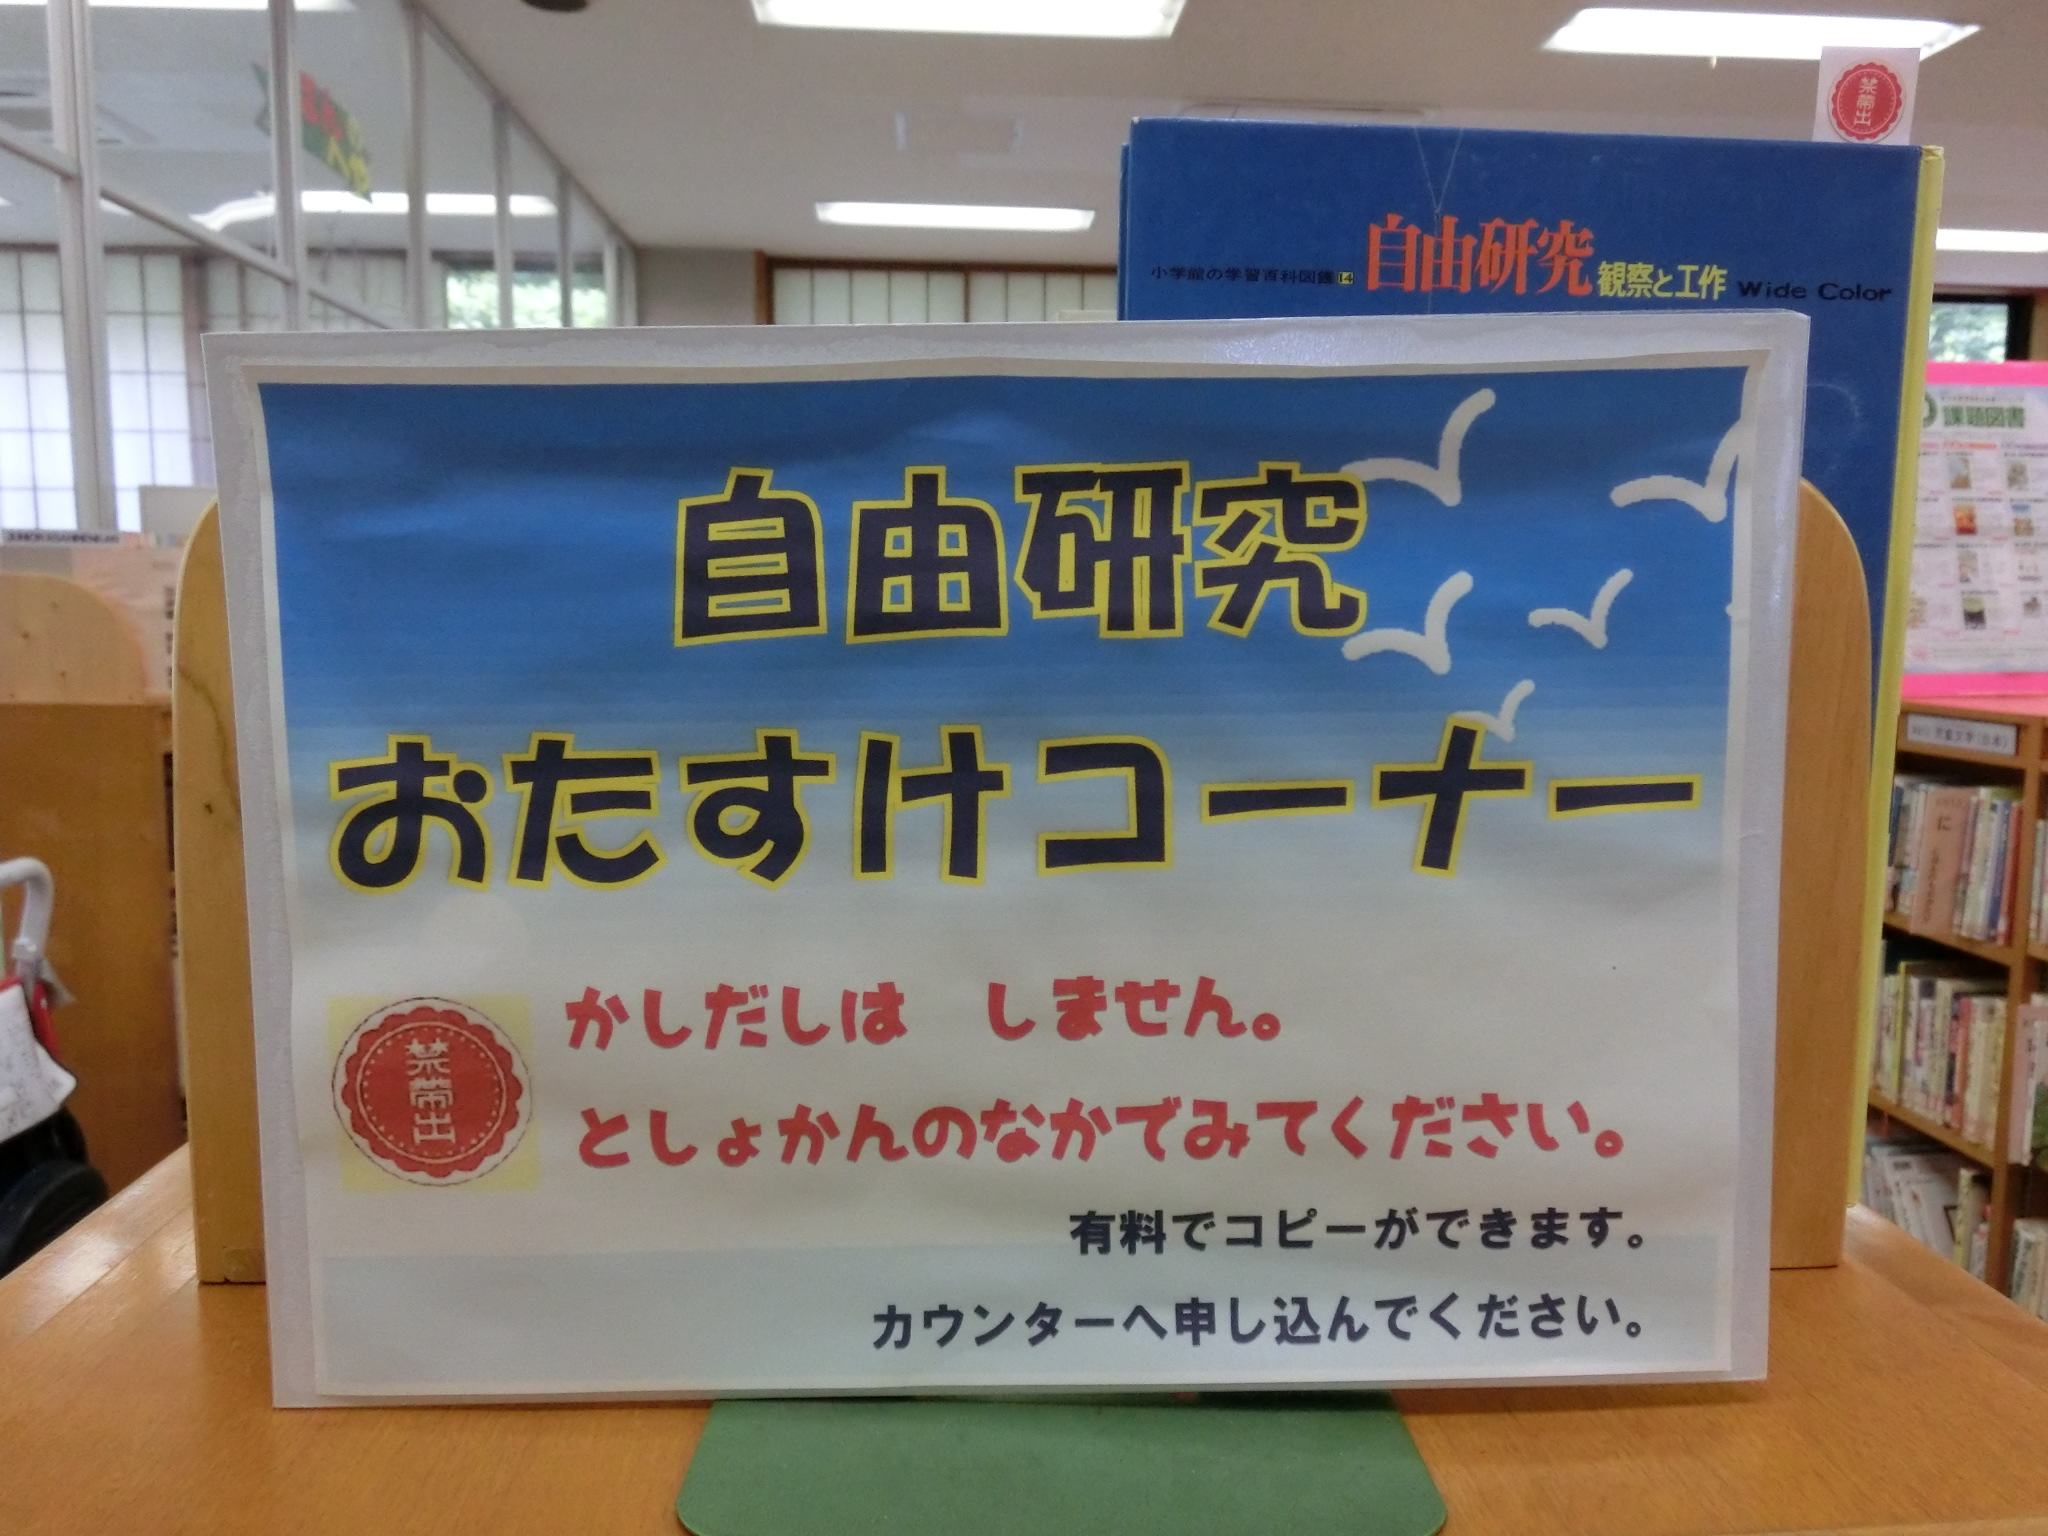 禁帯出
小学館の学習百科図鑑14 自由研究 観察と工作 Wide Color
課題図書
自由研究
おたすけコーナー
禁帯出
かしだしは しません。
としょかんのなかでみてください。
有料でコピーができます。
カウンターへ申し込んでください。